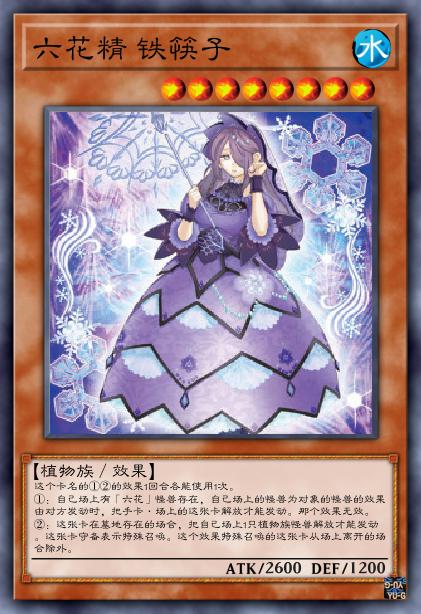 六花精 铁筷子
水
【植物族／效果】
这个卡名的①②的效果1回合各能使用1次。
①：自己场上有「六花」怪兽存在，自己场上的怪兽为对象的怪兽的效果
由对方发动时，把手卡·场上的这张卡解放才能发动。那个效果无效。
②：这张卡在墓地存在的场合，把自己场上1只植物族怪兽解放才能发动
。这张卡守备表示特殊召唤。这个效果特殊召唤的这张卡从场上离开的场
合除外。
ATK/2600 DEF/1200